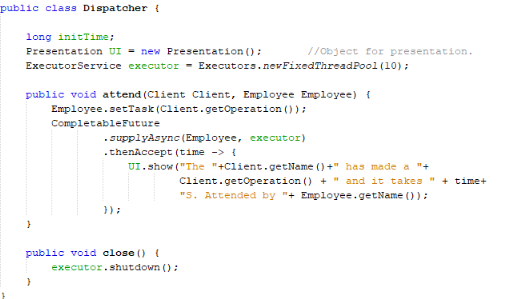 public class Dispatcher {
long initTime;
Presentation UI = new Presentation();       //Object for presentation.
ExecutorService executor = Executors.newFixedThreadPool(10);
public void attend(Client Client, Employee Employee) {
Employee.setTask(Client.getOperation());
CompletableFuture
.supplyAsync(Employee, executor)
.thenAccept(time -> {
UI.show("The "+Client.getName()+" has made a "+
Client.getOperation() + " and it takes " + time+
"S. Attended by "+ Employee.getName());
});
}
public void close() {
executor.shutdown();
}
}